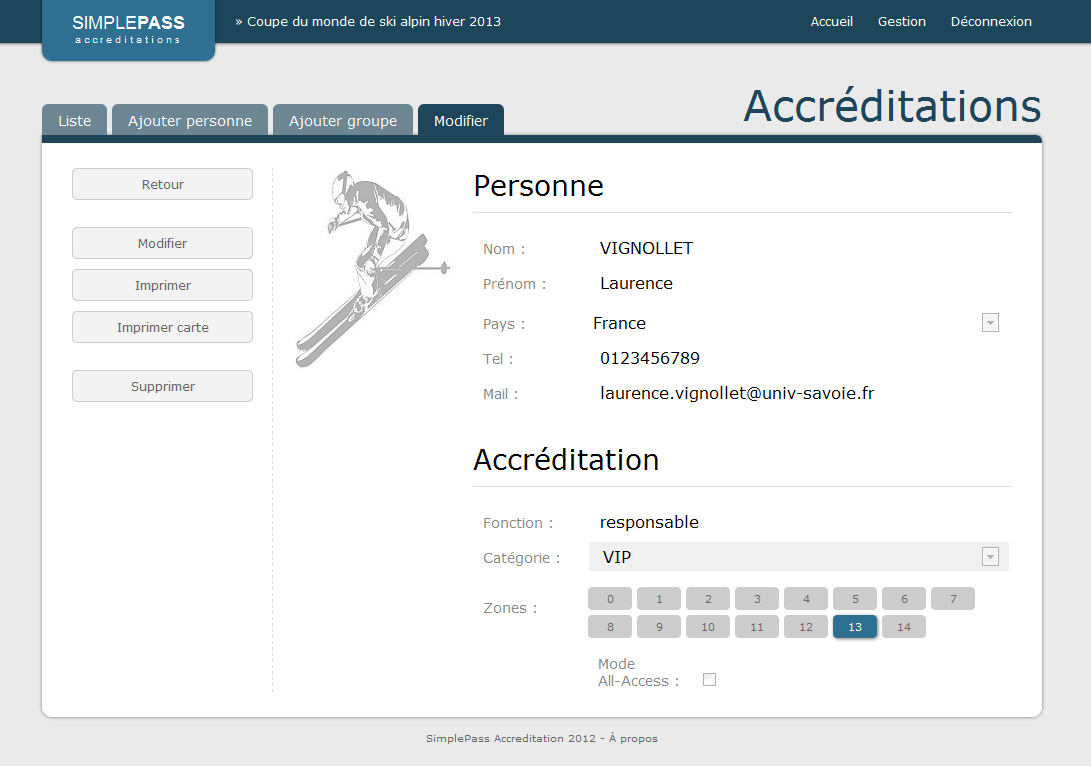 SIMPLEPASS
accreditations
» Coupe du monde de ski alpin hiver 2013
Accueil Gestion Déconnexion
Accréditations
Liste Ajouter personne Ajouter groupe Modifier
Retour
Modifier
Imprimer
Imprimer carte
Supprimer
Personne
Nom : VIGNOLLET
Prénom : Laurence
Pays : France
Tel : 0123456789
Mail : laurence.vignollet@univ-savoie.fr
Accréditation
Fonction : responsable
Catégorie : VIP
Zones :
0 1 2 3 4 5 6 7
8 9 10 11 12 13 14
Mode
All-Access :
SimplePass Accreditation 2012 - À propos